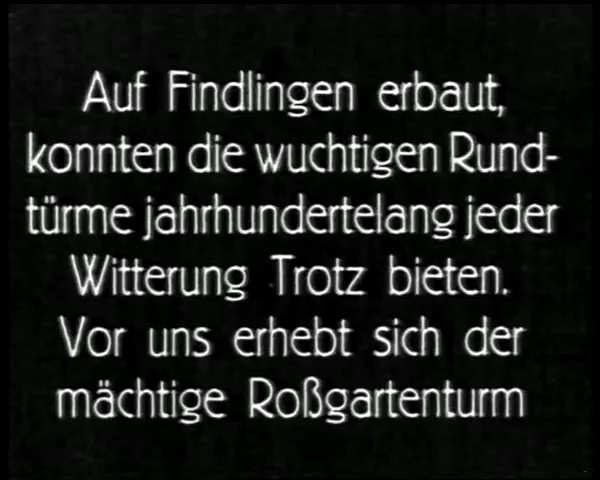 Auf Findlingen erbaut,
konnten die wuchtigen Rund-
türme jahrhundertelang jeder
Witterung Trotz bieten.
Vor uns erhebt sich der
mächtige Roßgartenturm